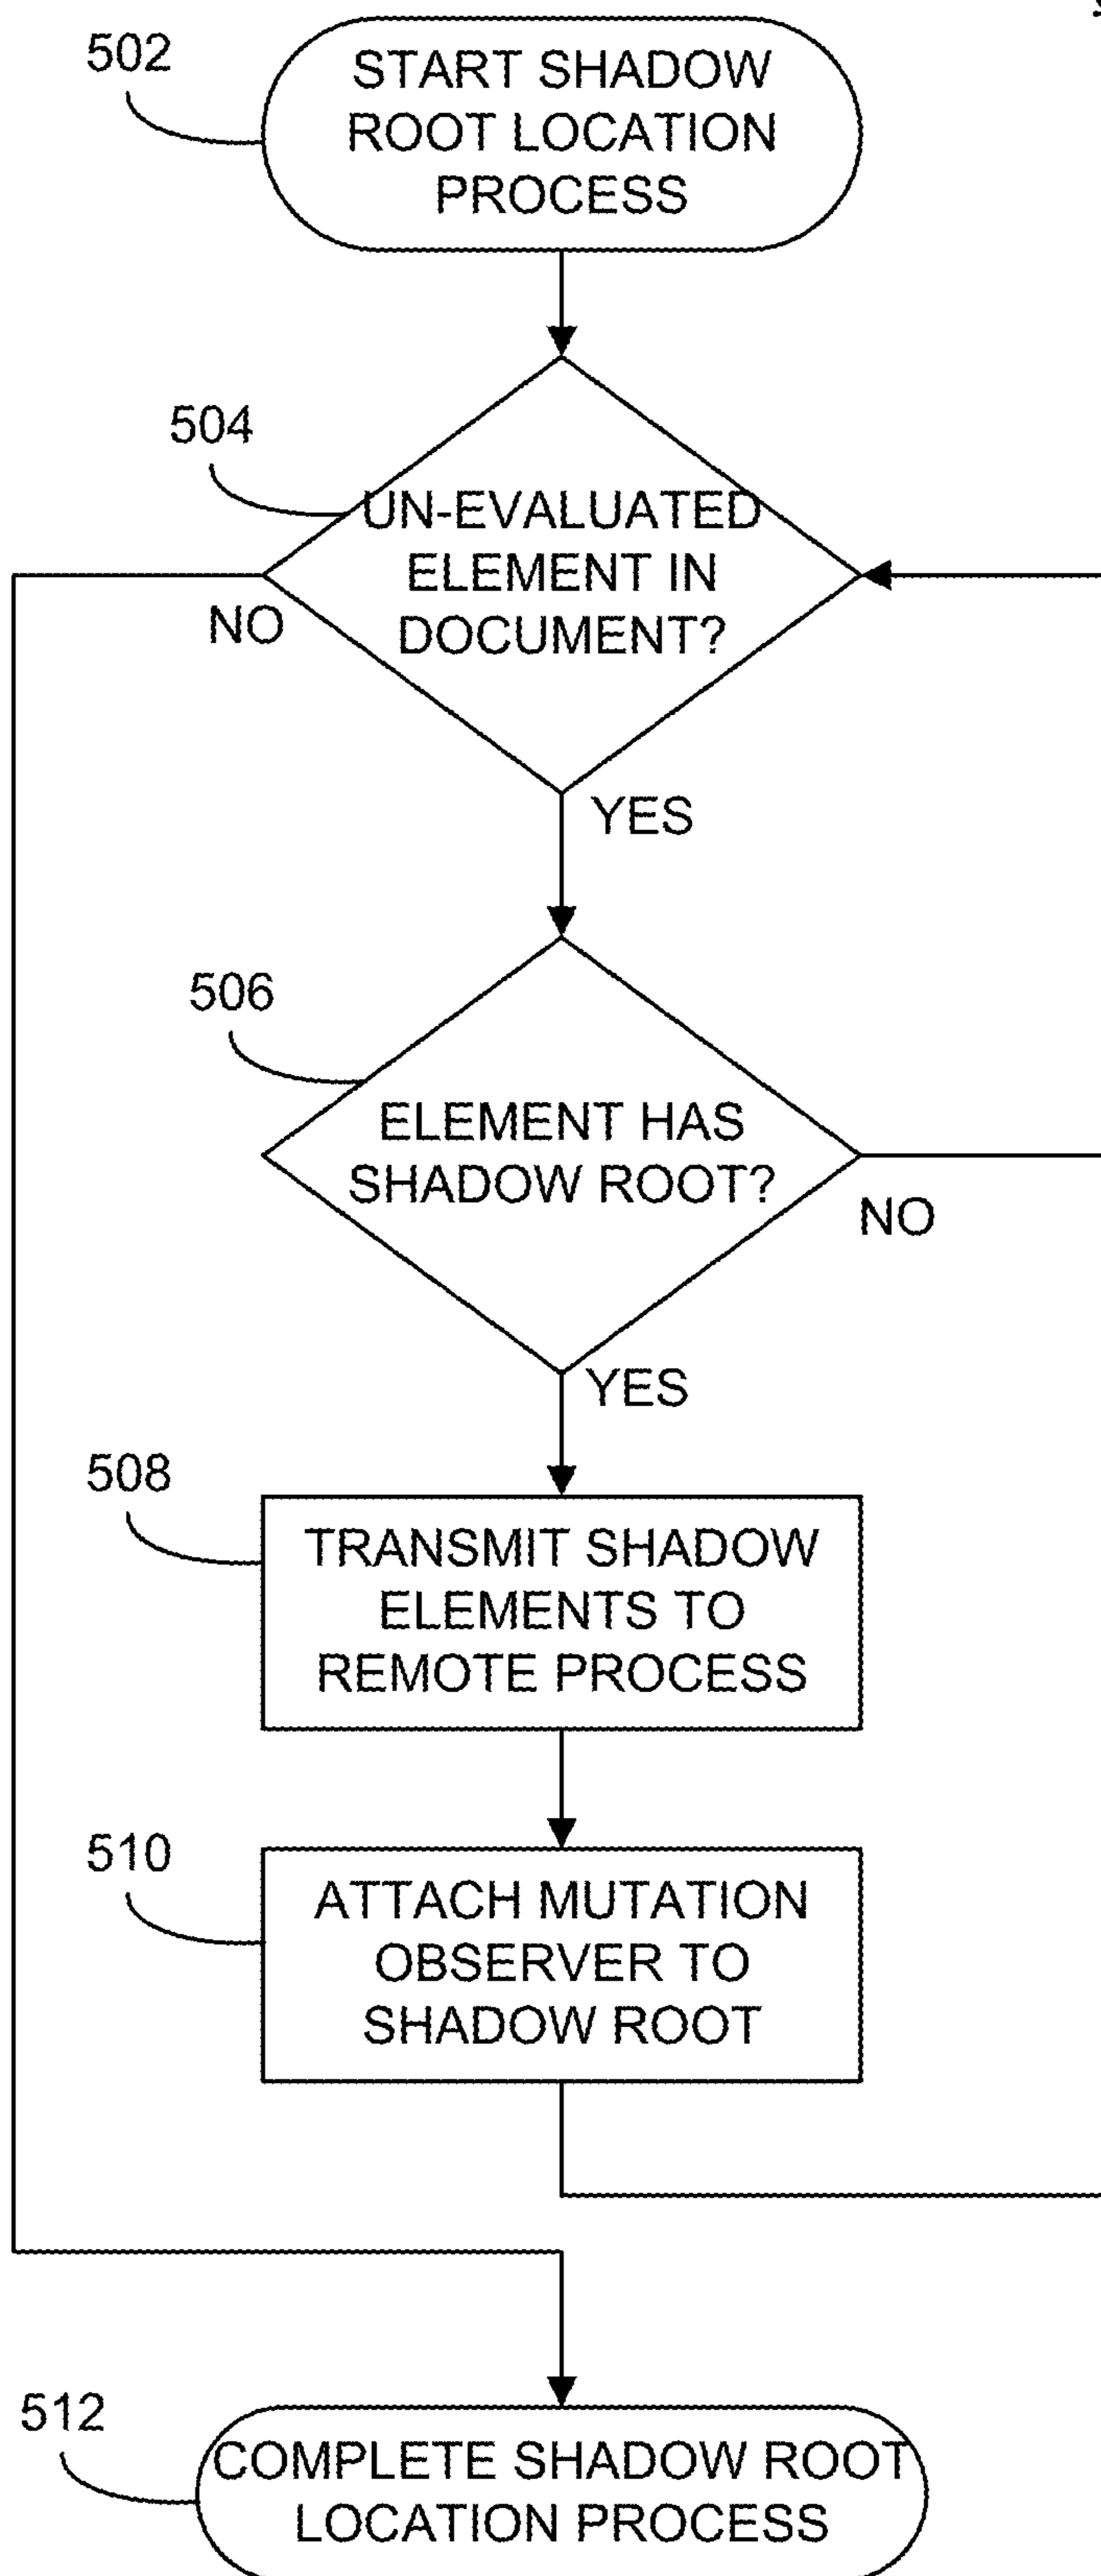 502
START SHADOW
ROOT LOCATION
PROCESS
504
UN-EVALUATED
ELEMENT IN
DOCUMENT?
NO
YES
506
ELEMENT HAS
SHADOW ROOT?
NO
YES
508
TRANSMIT SHADOW
ELEMENTS TO
REMOTE PROCESS
510
ATTACH MUTATION
OBSERVER TO
SHADOW ROOT
512
COMPLETE SHADOW ROOT
LOCATION PROCESS